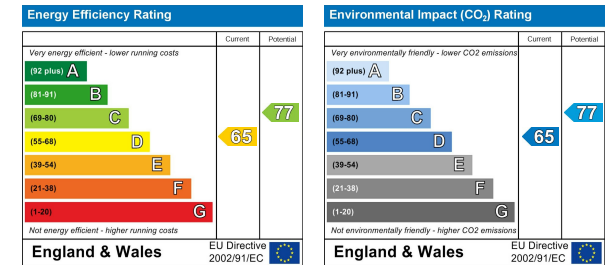 Energy Efficiency Rating
Current Potential
Very energy efficient - lower running costs
(92 plus) A
(81-91) B
(69-80) C
77
(55-68) D
65
(39-54) E
(21-38) F
(1-20) G
Not energy efficient - higher running costs
England & Wales
EU Directive
2002/91/EC
Environmental Impact (CO2) Rating
Current Potential
Very environmentally friendly - lower CO2 emissions
(92 plus) A
(81-91) B
(69-80) C
77
(55-68) D
65
(39-54) E
(21-38) F
(1-20) G
Not environmentally friendly - higher CO2 emissions
England & Wales
EU Directive
2002/91/EC